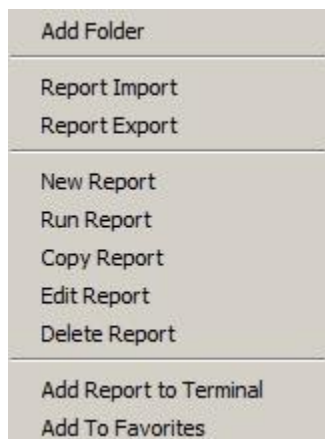 Add Folder
Report Import
Report Export
New Report
Run Report
Copy Report
Edit Report
Delete Report
Add Report to Terminal
Add To Favorites